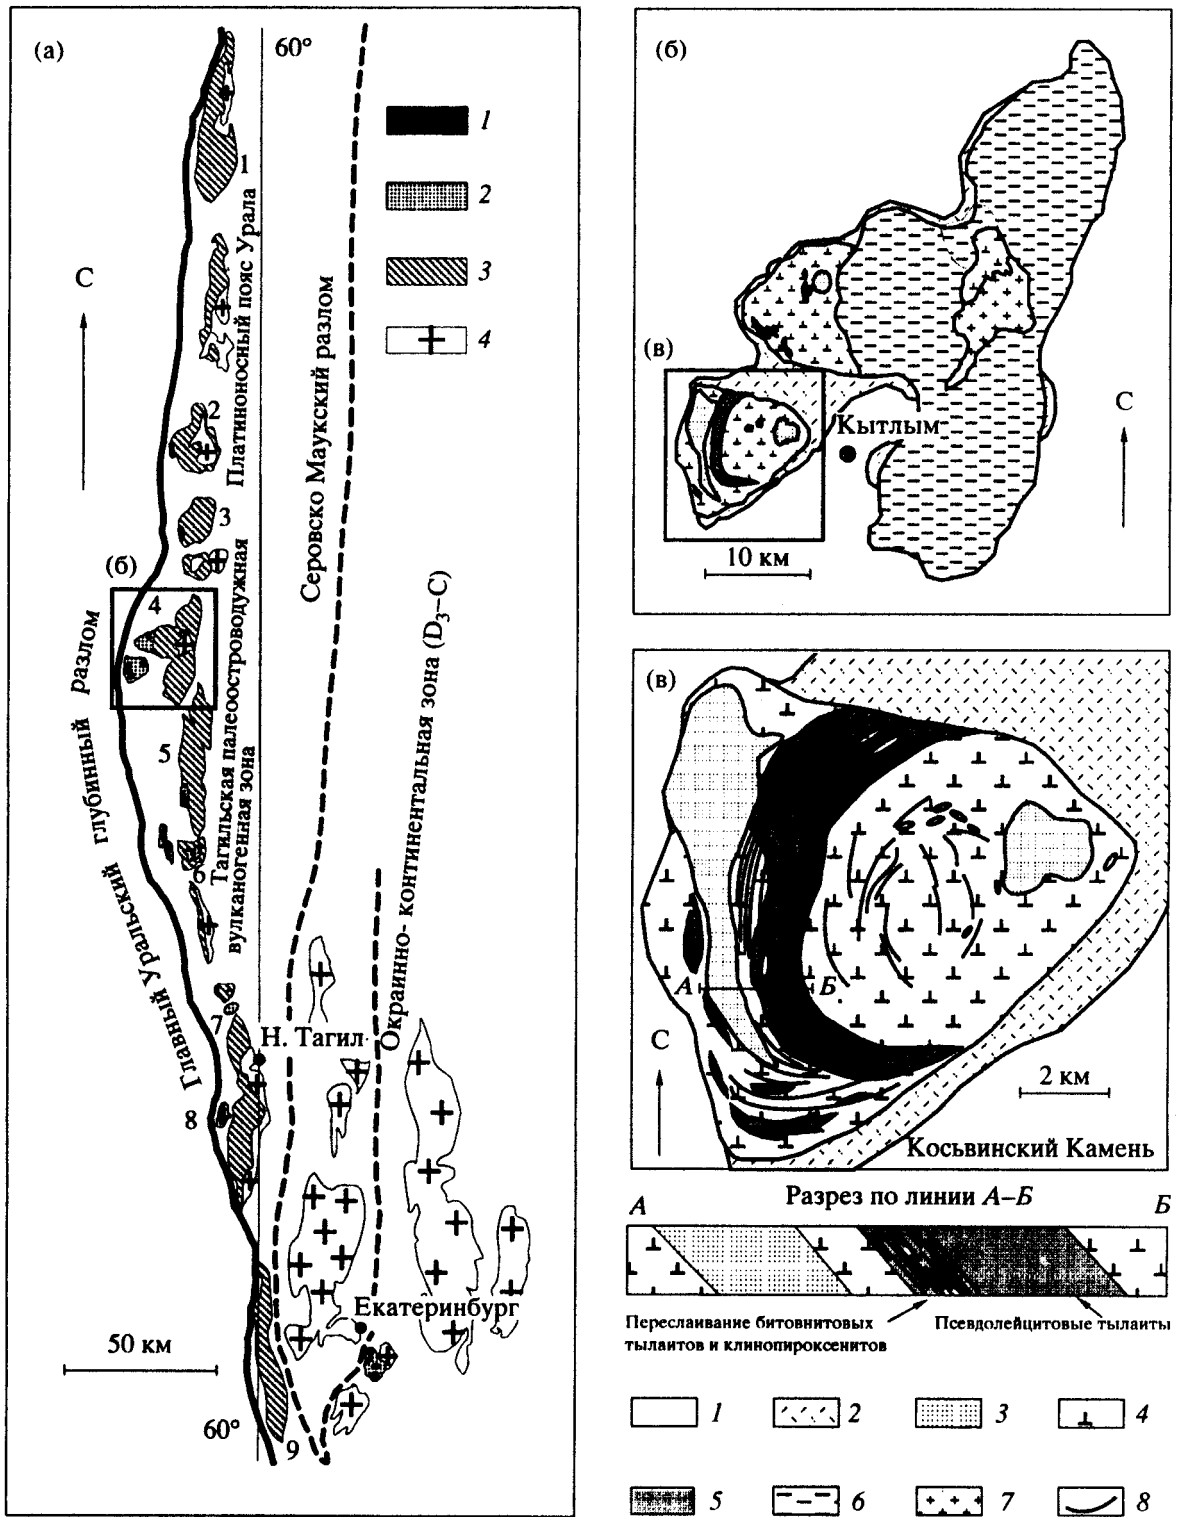 (а)
60°
1
2
3
4
С
1
Платиноносный пояс Урала
2
3
(б)
4
5
6
7
8
9
Серовско Маукский разлом
Главный Уральский глубинный разлом
Тагильская палеоостроводужная
вулканогенная зона
Окраинно- континентальная зона (D₃–C)
Н. Тагил
Екатеринбург
50 км
60°
(б)
(в)
Кытлым
С
10 км
(в)
А
Б
С
2 км
Косьвинский Камень
Разрез по линии А–Б
А
Б
Переслаивание битовнитовых
тылаитов и клинопироксенитов
Псевдолейцитовые тылаиты
1
2
3
4
5
6
7
8